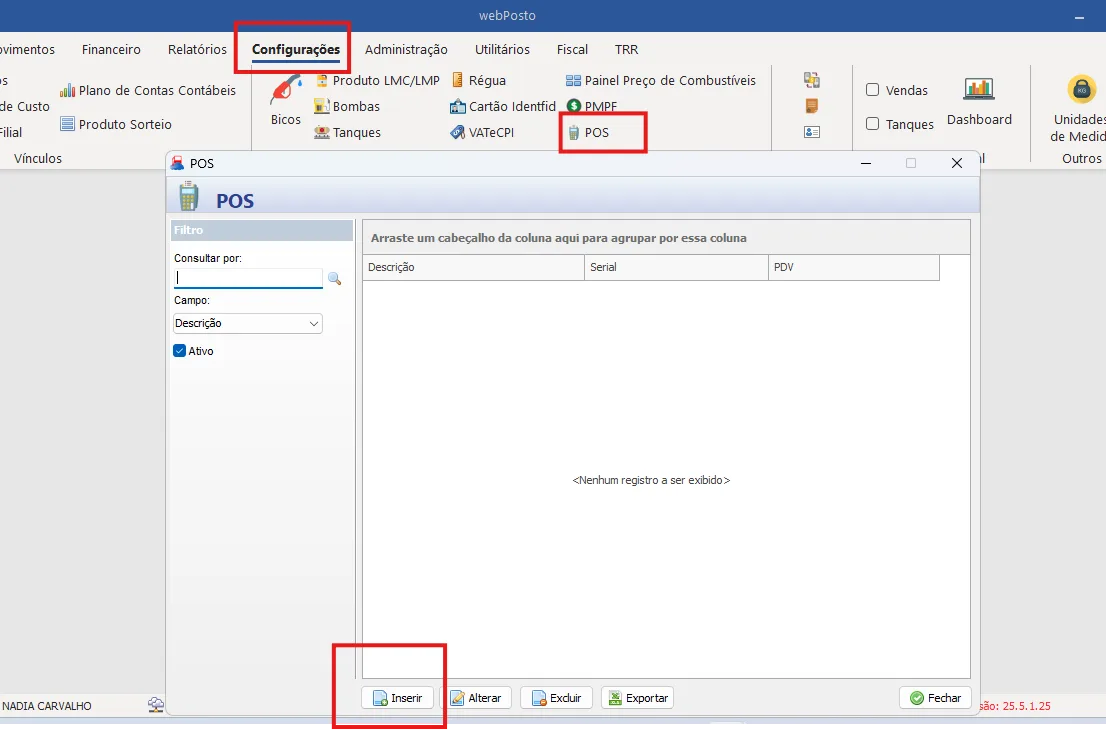 webPosto
ovimentos Financeiro Relatórios Configurações Administração Utilitários Fiscal TRR
os
de Custo
Filial
Plano de Contas Contábeis
Produto Sorteio
Vínculos
Bicos
Produto LMC/LMP
Bombas
Tanques
Régua
Cartão Identfid
VATeCPI
Painel Preço de Combustíveis
PMPF
POS
Vendas
Tanques
Dashboard
al
KG
Unidades
de Medid
Outros
POS
POS
Filtro
Consultar por:
Campo:
Descrição
Ativo
Arraste um cabeçalho da coluna aqui para agrupar por essa coluna
Descrição Serial PDV
<Nenhum registro a ser exibido>
Inserir Alterar Excluir Exportar Fechar
NADIA CARVALHO
são: 25.5.1.25